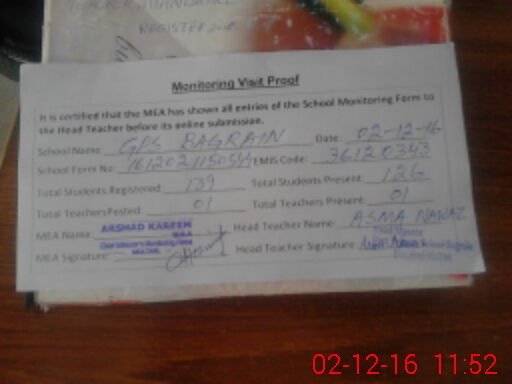 REGISTER
Monitoring Visit Proof
It is certified that the MEA has shown all entries of the School Monitoring Form to
the Head Teacher before its online submission.
School Name: GPS BAGRAIN Date: 02-12-16
School Form No: EMIS Code: 36120343
Total Students Registered: 139 Total Students Present: 126
Total Teachers Posted: 01 Total Teachers Present: 01
MEA Name: ARSHAD KAREEM Head Teacher Name: ASMA NAWAZ
MEA Signature: Head Teacher Signature
02-12-16 11:52